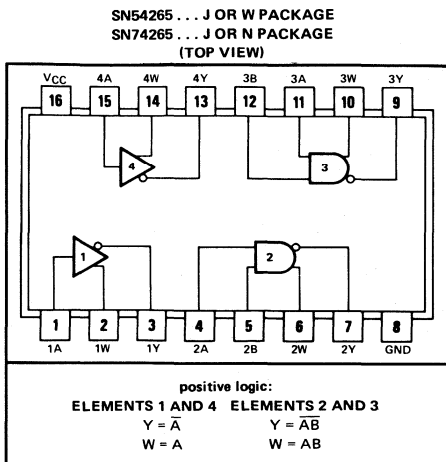 SN54265 . . . J OR W PACKAGE
SN74265 . . . J OR N PACKAGE
(TOP VIEW)
VCC 4A 4W 4Y 3B 3A 3W 3Y
16 15 14 13 12 11 10 9
4 3
1 2
1 2 3 4 5 6 7 8
1A 1W 1Y 2A 2B 2W 2Y GND
positive logic:
ELEMENTS 1 AND 4 ELEMENTS 2 AND 3
Y = A̅ Y = A̅B̅
W = A W = AB